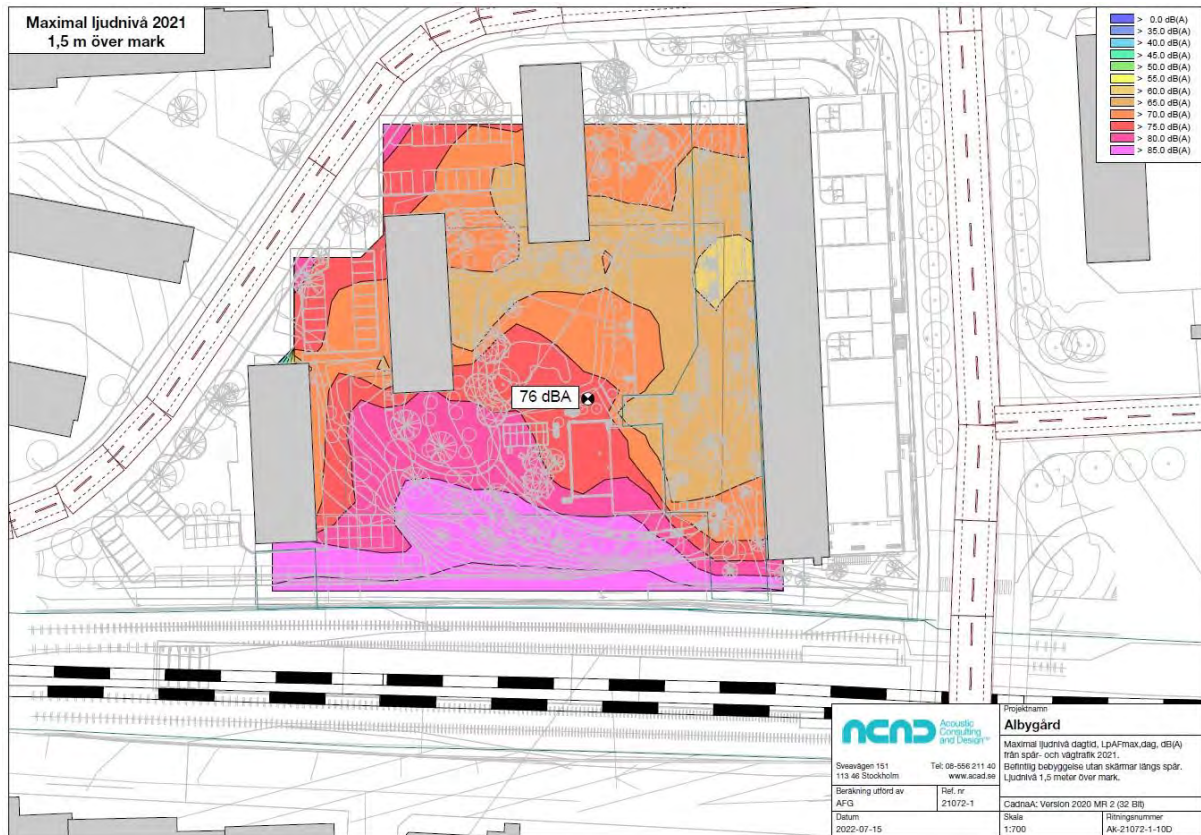 Maximal ljudnivå 2021
1,5 m över mark
> 0.0 dB(A)
> 35.0 dB(A)
> 40.0 dB(A)
> 45.0 dB(A)
> 50.0 dB(A)
> 55.0 dB(A)
> 60.0 dB(A)
> 65.0 dB(A)
> 70.0 dB(A)
> 75.0 dB(A)
> 80.0 dB(A)
> 85.0 dB(A)
76 dBA
ACAD Acoustic
Consulting
and Design™
Sveavägen 151 Tel: 08-556 211 40
113 46 Stockholm www.acad.se
Beräkning utförd av
AFG
Ref. nr
21072-1
Datum
2022-07-15
Projektnamn
Albygård
Maximal ljudnivå dagtid, LpAFmax,dag, dB(A)
från spår- och vägtrafik 2021.
Befintlig bebyggelse utan skärmar längs spår.
Ljudnivå 1,5 meter över mark.
CadnaA: Version 2020 MR 2 (32 Bit)
Skala
1:700
Ritningsnummer
Ak-21072-1-10D